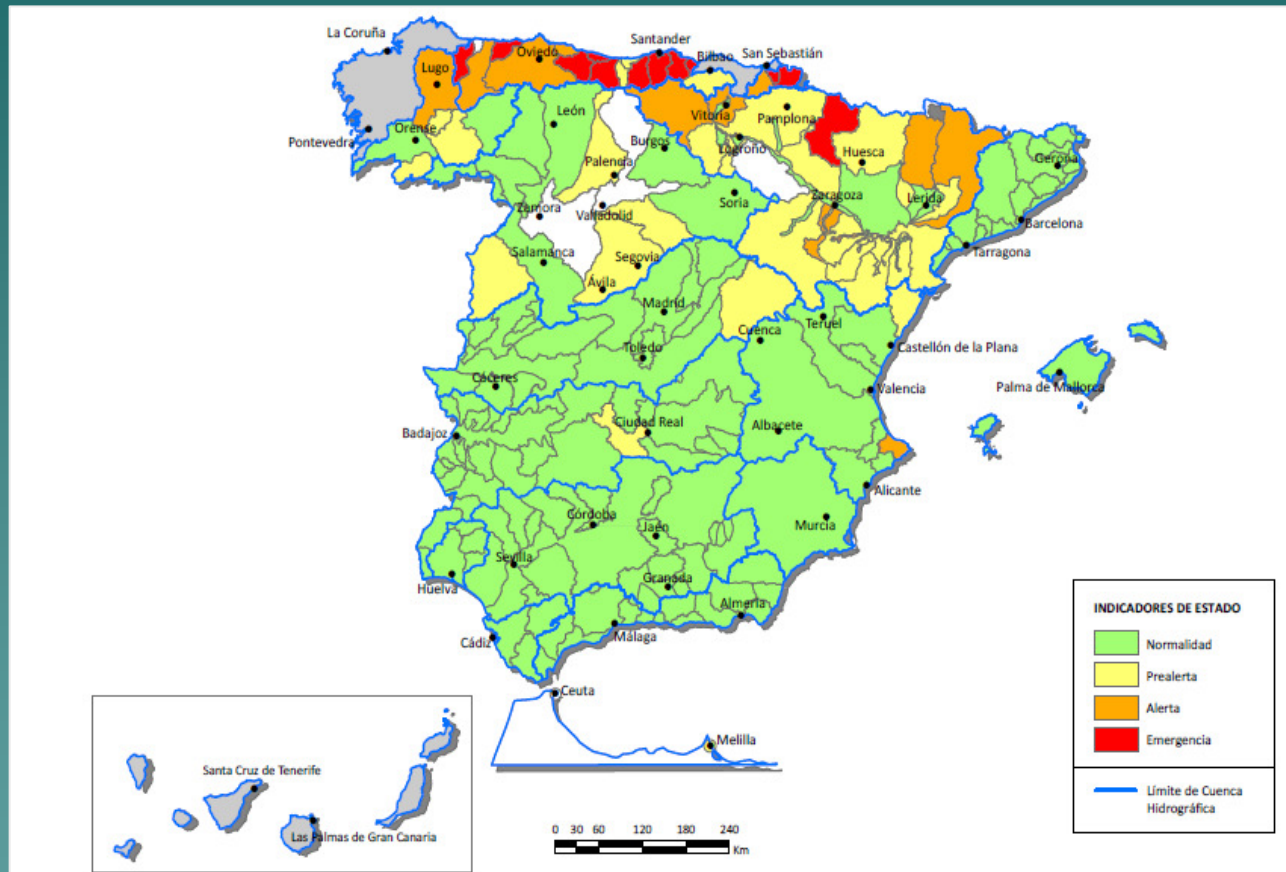 La Coruña
Lugo
Oviedo
Santander
Bilbao
San Sebastián
León
Vitoria
Pamplona
Pontevedra
Orense
Burgos
Logroño
Huesca
Gerona
Palencia
Zamora
Valladolid
Soria
Zaragoza
Lerida
Barcelona
Salamanca
Segovia
Tarragona
Ávila
Madrid
Teruel
Cuenca
Castellón de la Plana
Toledo
Cáceres
Valencia
Palma de Mallorca
Badajoz
Ciudad Real
Albacete
Alicante
Córdoba
Jaén
Murcia
Sevilla
Huelva
Granada
Almería
Cádiz
Málaga
Ceuta
Melilla
Santa Cruz de Tenerife
Las Palmas de Gran Canaria
0 30 60 120 180 240
Km
INDICADORES DE ESTADO
Normalidad
Prealerta
Alerta
Emergencia
Límite de Cuenca
Hidrográfica